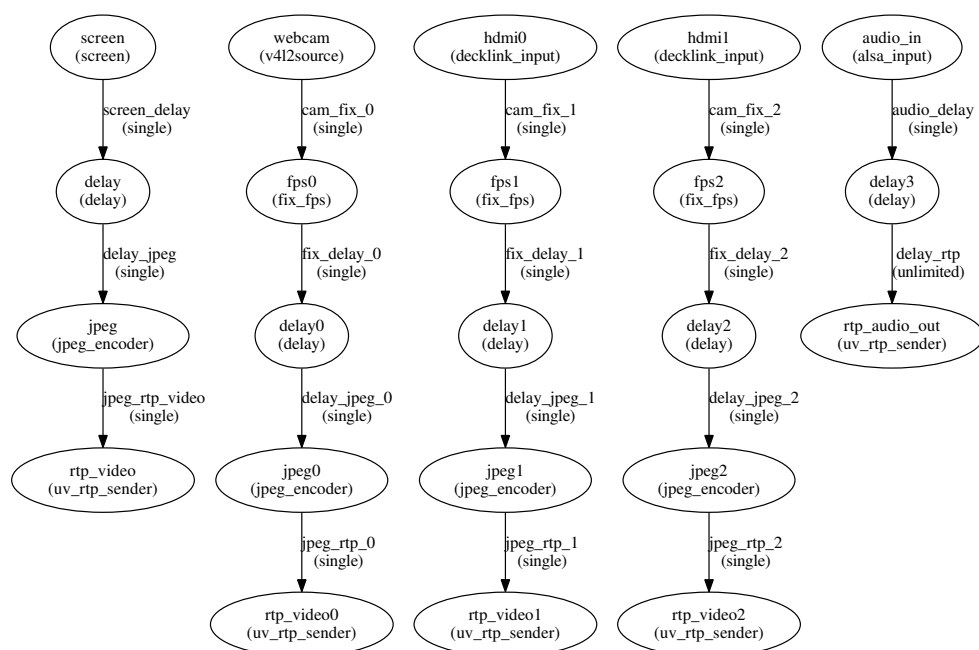 screen
(screen)
webcam
(v4l2source)
hdmi0
(decklink_input)
hdmi1
(decklink_input)
audio_in
(alsa_input)
screen_delay
(single)
cam_fix_0
(single)
cam_fix_1
(single)
cam_fix_2
(single)
audio_delay
(single)
delay
(delay)
fps0
(fix_fps)
fps1
(fix_fps)
fps2
(fix_fps)
delay3
(delay)
delay_jpeg
(single)
fix_delay_0
(single)
fix_delay_1
(single)
fix_delay_2
(single)
delay_rtp
(unlimited)
jpeg
(jpeg_encoder)
delay0
(delay)
delay1
(delay)
delay2
(delay)
rtp_audio_out
(uv_rtp_sender)
jpeg_rtp_video
(single)
delay_jpeg_0
(single)
delay_jpeg_1
(single)
delay_jpeg_2
(single)
rtp_video
(uv_rtp_sender)
jpeg0
(jpeg_encoder)
jpeg1
(jpeg_encoder)
jpeg2
(jpeg_encoder)
jpeg_rtp_0
(single)
jpeg_rtp_1
(single)
jpeg_rtp_2
(single)
rtp_video0
(uv_rtp_sender)
rtp_video1
(uv_rtp_sender)
rtp_video2
(uv_rtp_sender)